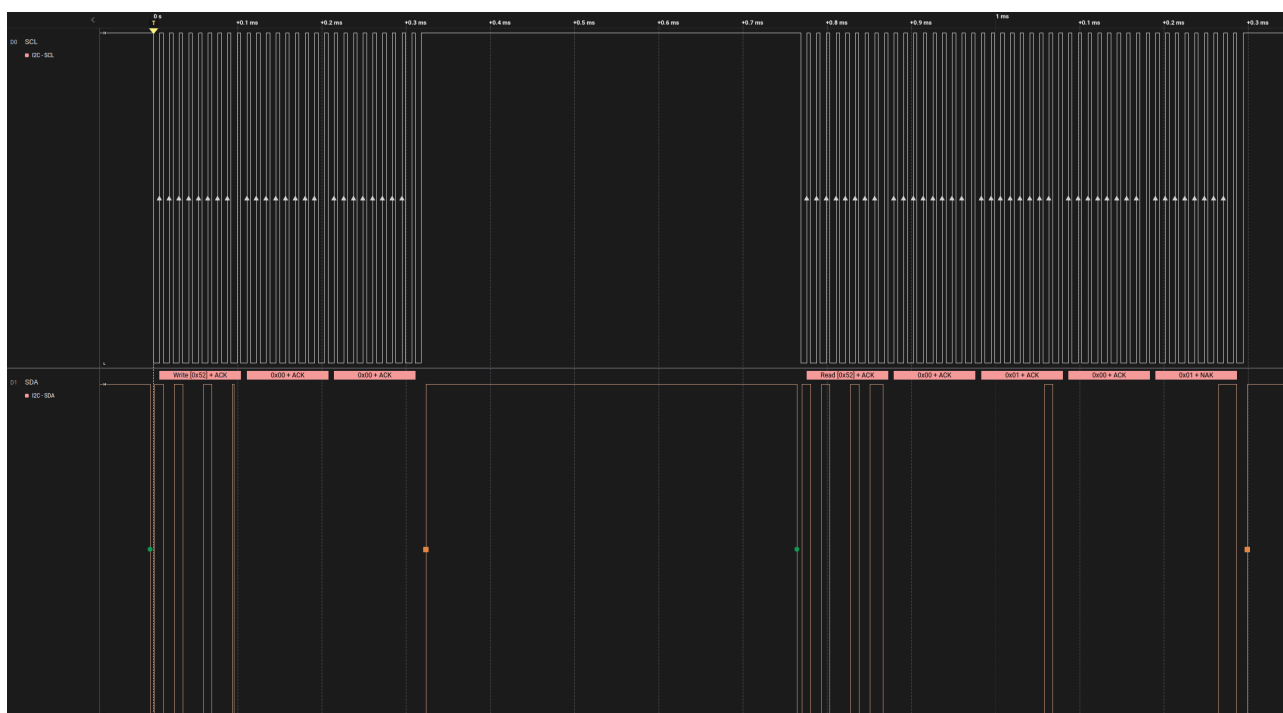 0 s
T
+0.1 ms
+0.2 ms
+0.3 ms
+0.4 ms
+0.5 ms
+0.6 ms
+0.7 ms
+0.8 ms
+0.9 ms
1 ms
+0.1 ms
+0.2 ms
+0.3 ms
D0 SCL
I2C - SCL
H
L
Write [0x52] + ACK
0x00 + ACK
0x00 + ACK
Read [0x52] + ACK
0x00 + ACK
0x01 + ACK
0x00 + ACK
0x01 + NAK
D1 SDA
I2C - SDA
H